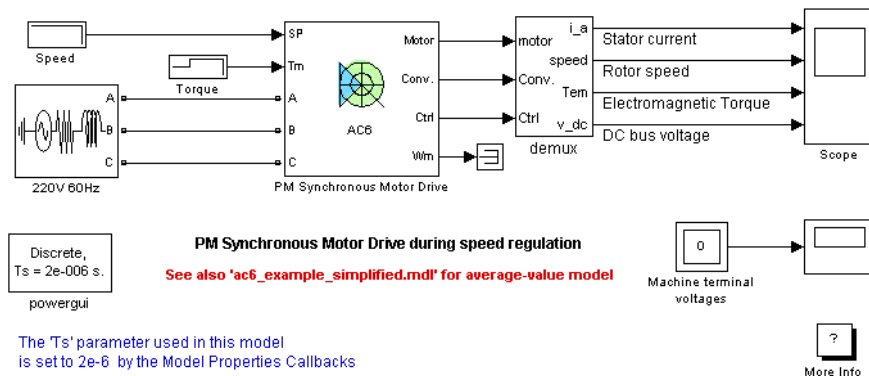 SP
Motor
i_a
Stator current
Speed
Tm
motor
speed
Rotor speed
Torque
Conv.
Conv.
Tem
Electromagnetic Torque
A
A
AC6
Ctrl
Ctrl
v_dc
DC bus voltage
B
B
C
C
Wm
demux
Scope
220V 60Hz
PM Synchronous Motor Drive
Discrete,
Ts = 2e-006 s.
powergui
PM Synchronous Motor Drive during speed regulation
See also 'ac6_example_simplified.mdl' for average-value model
0
Machine terminal
voltages
The 'Ts' parameter used in this model
is set to 2e-6 by the Model Properties Callbacks
?
More Info